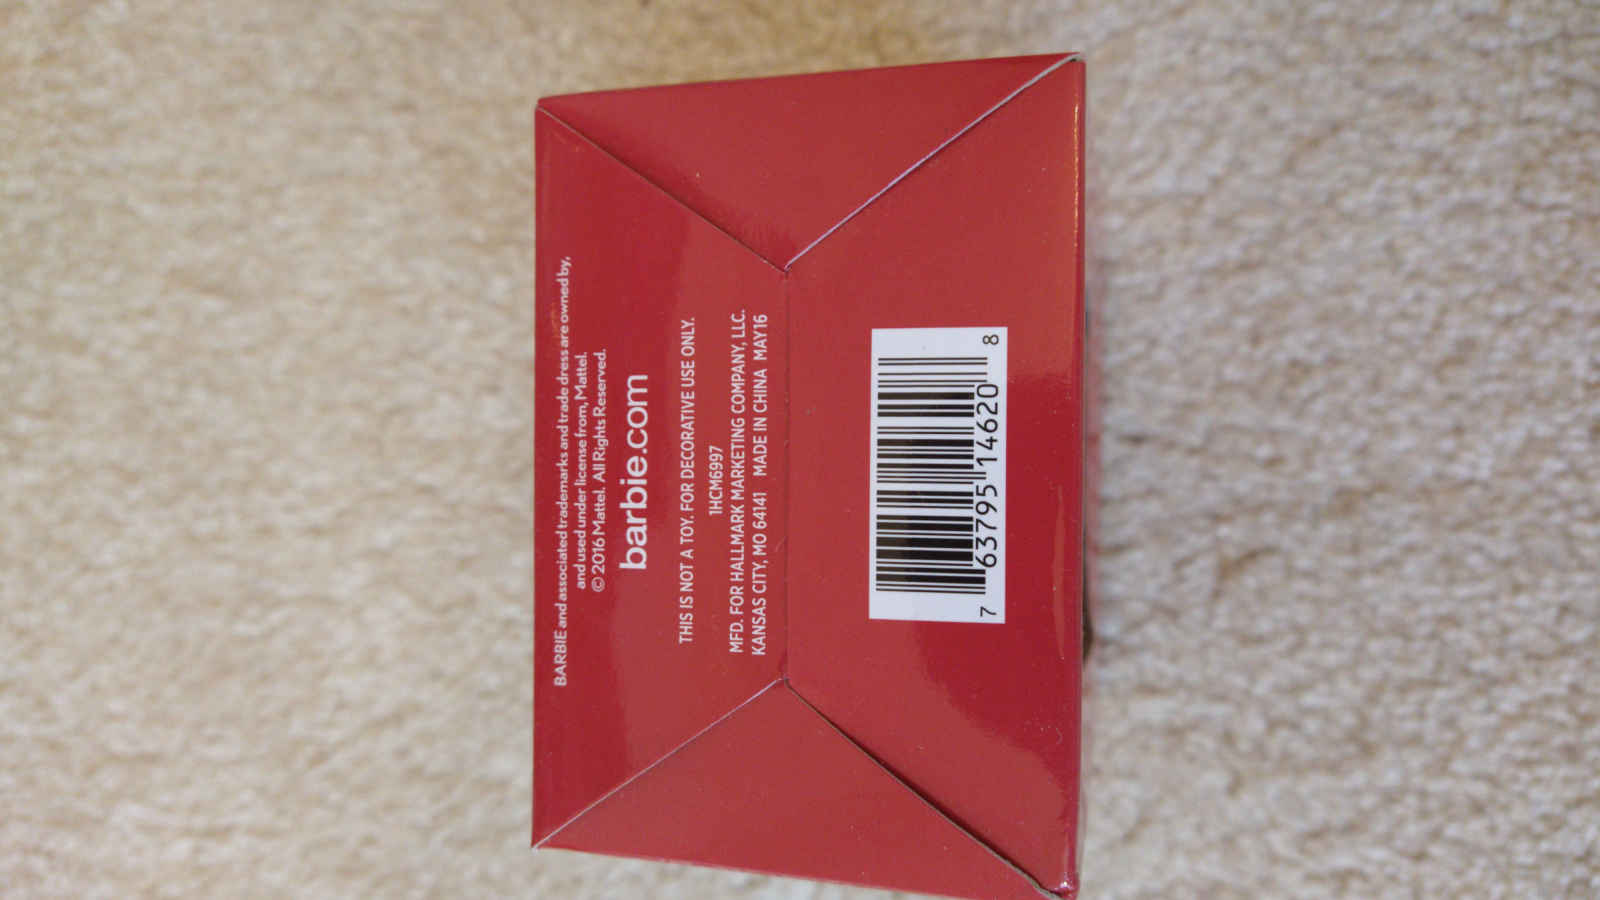 BARBIE and associated trademarks and trade dress are owned by,
and used under license from, Mattel.
© 2016 Mattel. All Rights Reserved.
barbie.com
THIS IS NOT A TOY. FOR DECORATIVE USE ONLY.
1HCM6997
MFD. FOR HALLMARK MARKETING COMPANY, LLC.
KANSAS CITY, MO 64141 MADE IN CHINA MAY16
7 63795 14620 8